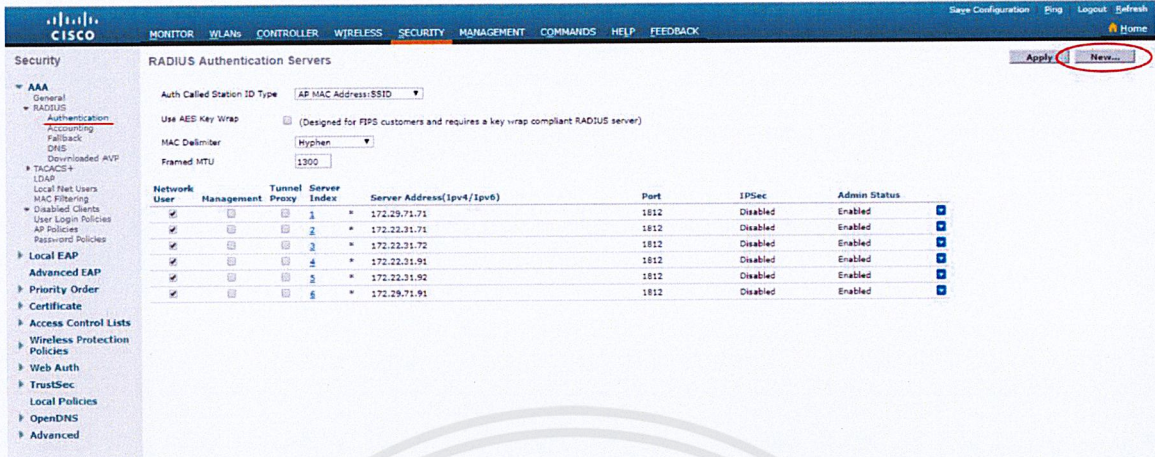 Save Configuration Ping Logout Refresh
CISCO
MONITOR WLANs CONTROLLER WIRELESS SECURITY MANAGEMENT COMMANDS HELP FEEDBACK
Home
Security
RADIUS Authentication Servers
Apply
New...
AAA
General
RADIUS
Authentication
Accounting
Fallback
DNS
Downloaded AVP
TACACS+
LDAP
Local Net Users
MAC Filtering
Disabled Clients
User Login Policies
AP Policies
Password Policies
Local EAP
Advanced EAP
Priority Order
Certificate
Access Control Lists
Wireless Protection
Policies
Web Auth
TrustSec
Local Policies
OpenDNS
Advanced
Auth Called Station ID Type AP MAC Address:SSID
Use AES Key Wrap (Designed for FIPS customers and requires a key wrap compliant RADIUS server)
MAC Delimiter Hyphen
Framed MTU 1300
Network User Management Tunnel Proxy Server Index Server Address(Ipv4/Ipv6) Port IPSec Admin Status
1 * 172.29.71.71 1812 Disabled Enabled
2 * 172.22.31.71 1812 Disabled Enabled
3 * 172.22.31.72 1812 Disabled Enabled
4 * 172.22.31.91 1812 Disabled Enabled
5 * 172.22.31.92 1812 Disabled Enabled
6 * 172.29.71.91 1812 Disabled Enabled